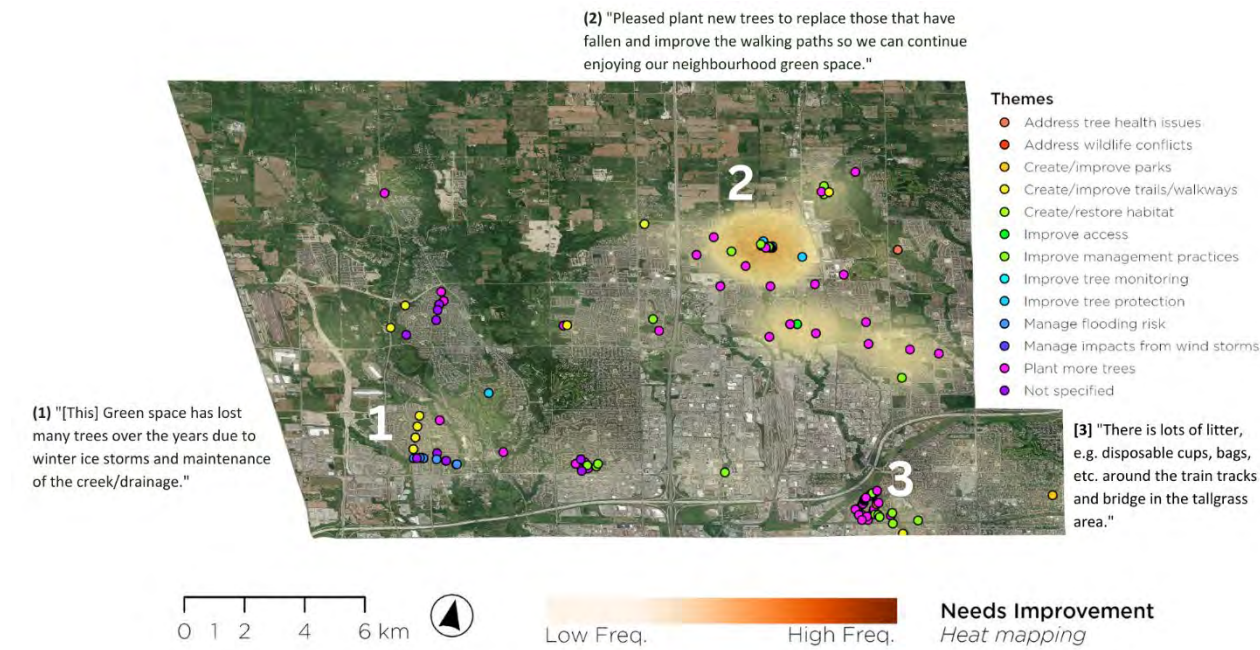 (2) "Pleased plant new trees to replace those that have
fallen and improve the walking paths so we can continue
enjoying our neighbourhood green space."
Themes
Address tree health issues
Address wildlife conflicts
Create/improve parks
Create/improve trails/walkways
Create/restore habitat
Improve access
Improve management practices
Improve tree monitoring
Improve tree protection
Manage flooding risk
Manage impacts from wind storms
Plant more trees
Not specified
2
1
3
(1) "[This] Green space has lost
many trees over the years due to
winter ice storms and maintenance
of the creek/drainage."
[3] "There is lots of litter,
e.g. disposable cups, bags,
etc. around the train tracks
and bridge in the tallgrass
area."
0 1 2 4 6 km
Low Freq. High Freq.
Needs Improvement
Heat mapping